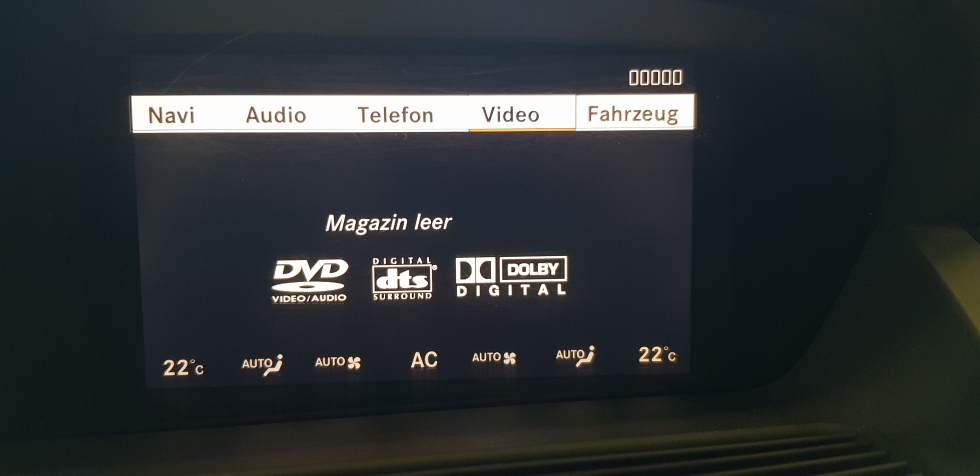 Navi Audio Telefon Video Fahrzeug
Magazin leer
DVD VIDEO/AUDIO
DIGITAL dts SURROUND
DOLBY DIGITAL
22°C AUTO AUTO AC AUTO AUTO 22°C